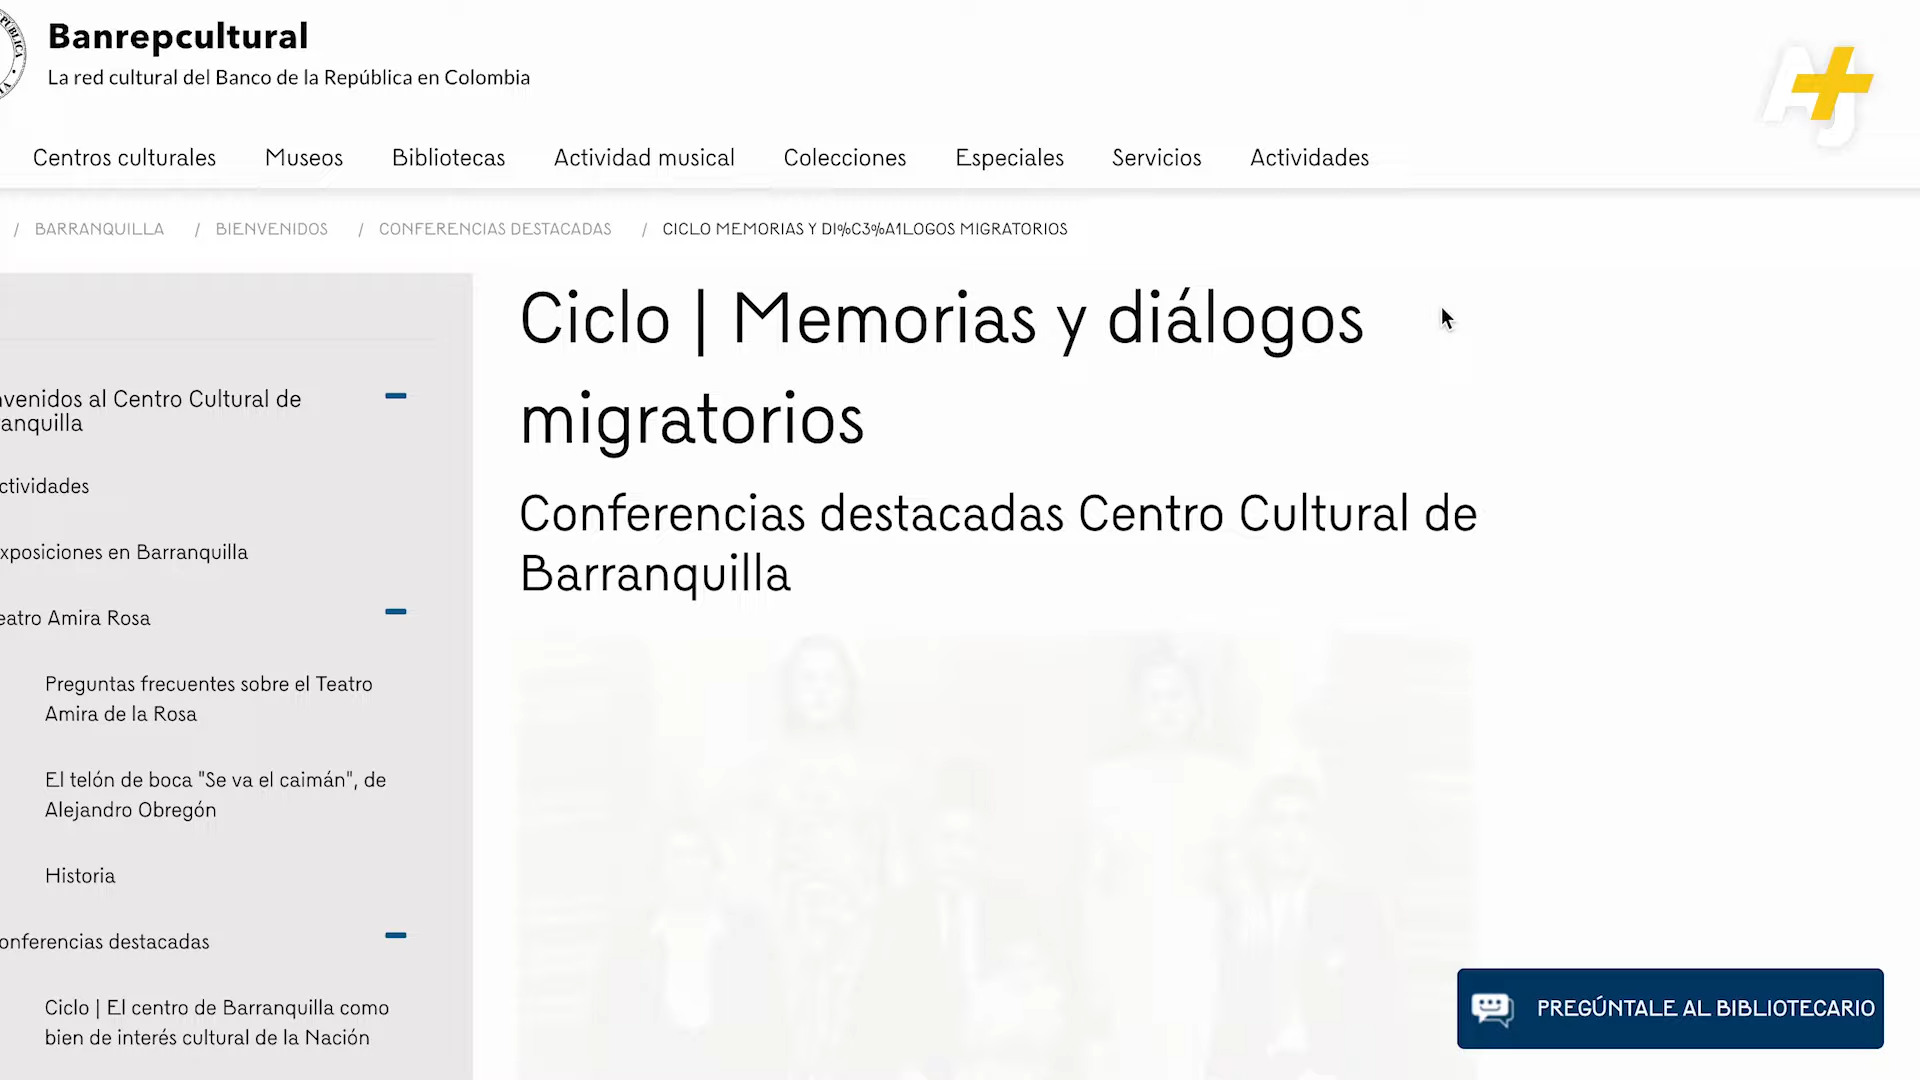 Banrepcultural
La red cultural del Banco de la República en Colombia
AJ+
Centros culturales Museos Bibliotecas Actividad musical Colecciones Especiales Servicios Actividades
/ BARRANQUILLA / BIENVENIDOS / CONFERENCIAS DESTACADAS / CICLO MEMORIAS Y DI%C3%A1LOGOS MIGRATORIOS
nvenidos al Centro Cultural de
anquilla
ctividades
xposiciones en Barranquilla
eatro Amira Rosa
Preguntas frecuentes sobre el Teatro
Amira de la Rosa
El telón de boca "Se va el caimán", de
Alejandro Obregón
Historia
onferencias destacadas
Ciclo | El centro de Barranquilla como
bien de interés cultural de la Nación
Ciclo | Memorias y diálogos
migratorios
Conferencias destacadas Centro Cultural de
Barranquilla
PREGÚNTALE AL BIBLIOTECARIO